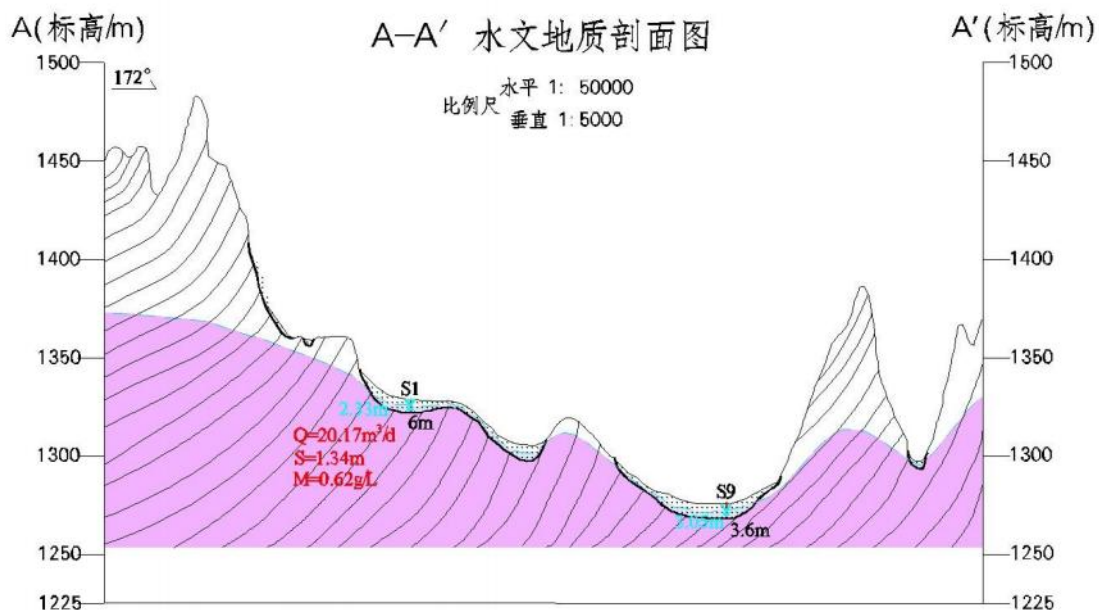 A(标高/m)
A-A′ 水文地质剖面图
A′(标高/m)
1500
172°
水平 1: 50000
比例尺
垂直 1:5000
1500
1450
1450
1400
1400
1350
1350
S1
2.33m
6m
Q=20.17m³/d
S=1.34m
M=0.62g/L
1300
1300
S9
3.6m
1250
1250
1225
1225